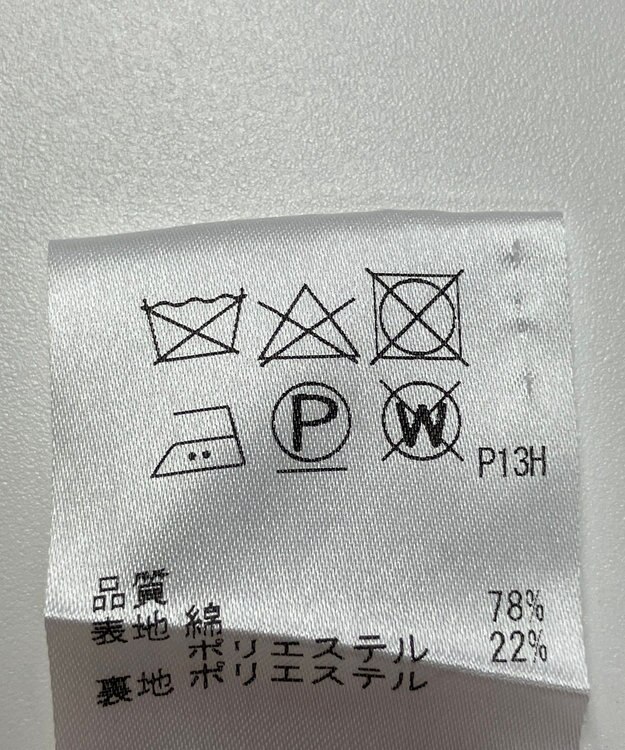 P
W
P13H
品質
表地 綿 78%
ポリエステル 22%
裏地 ポリエステル